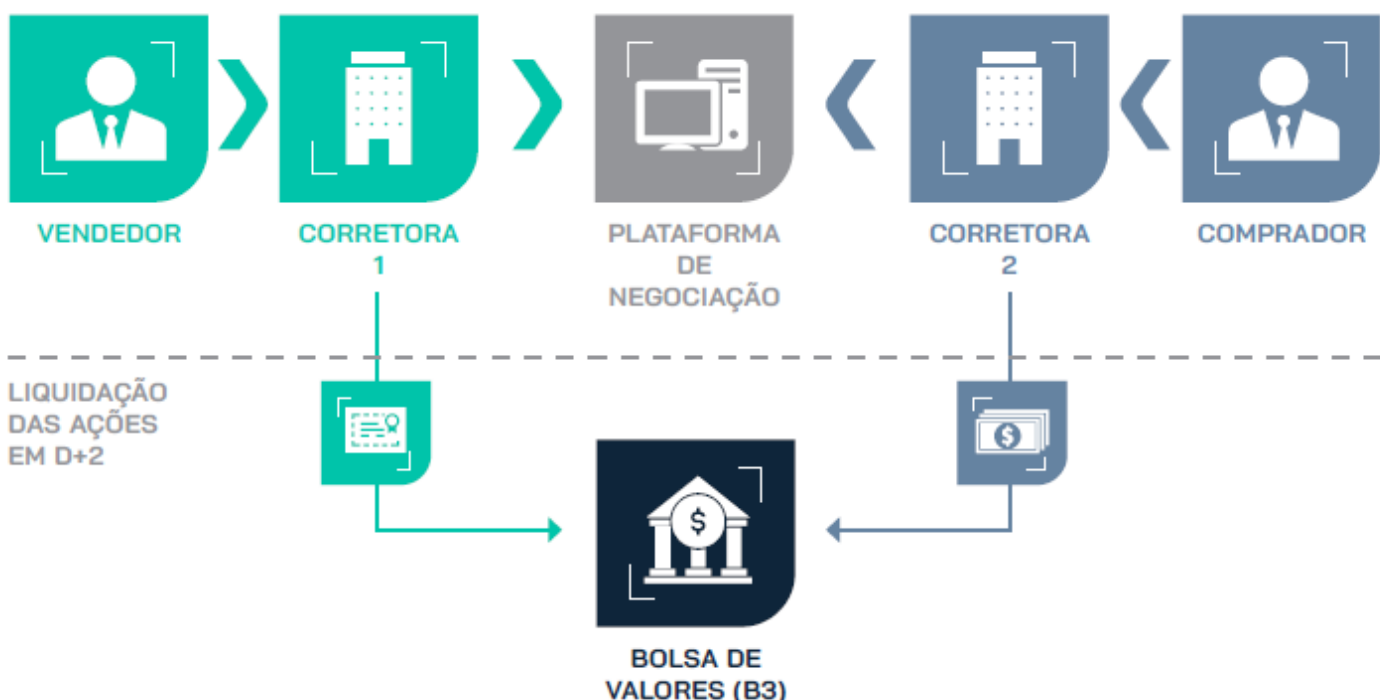 VENDEDOR
CORRETORA
1
PLATAFORMA
DE
NEGOCIAÇÃO
CORRETORA
2
COMPRADOR
LIQUIDAÇÃO
DAS AÇÕES
EM D+2
$
$
BOLSA DE
VALORES (B3)